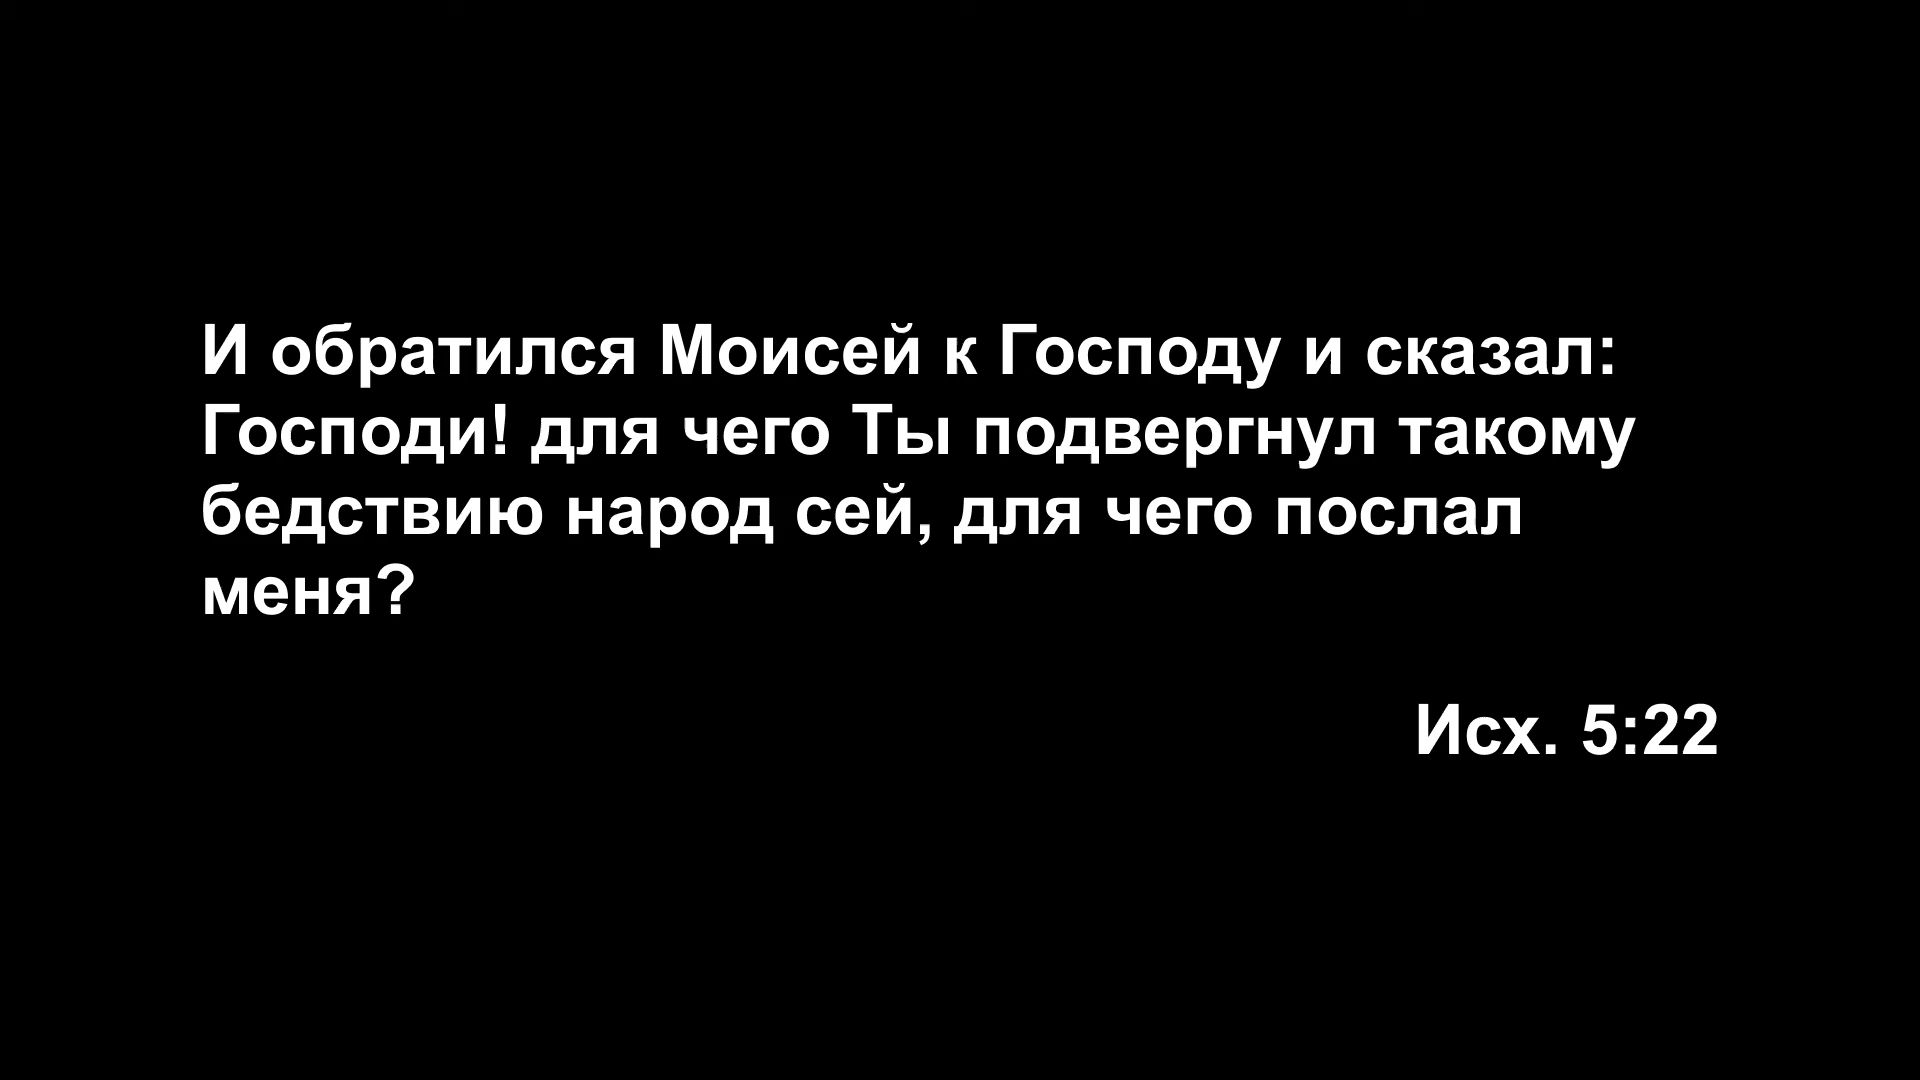 И обратился Моисей к Господу и сказал:
Господи! для чего Ты подвергнул такому
бедствию народ сей, для чего послал
меня?
Исх. 5:22